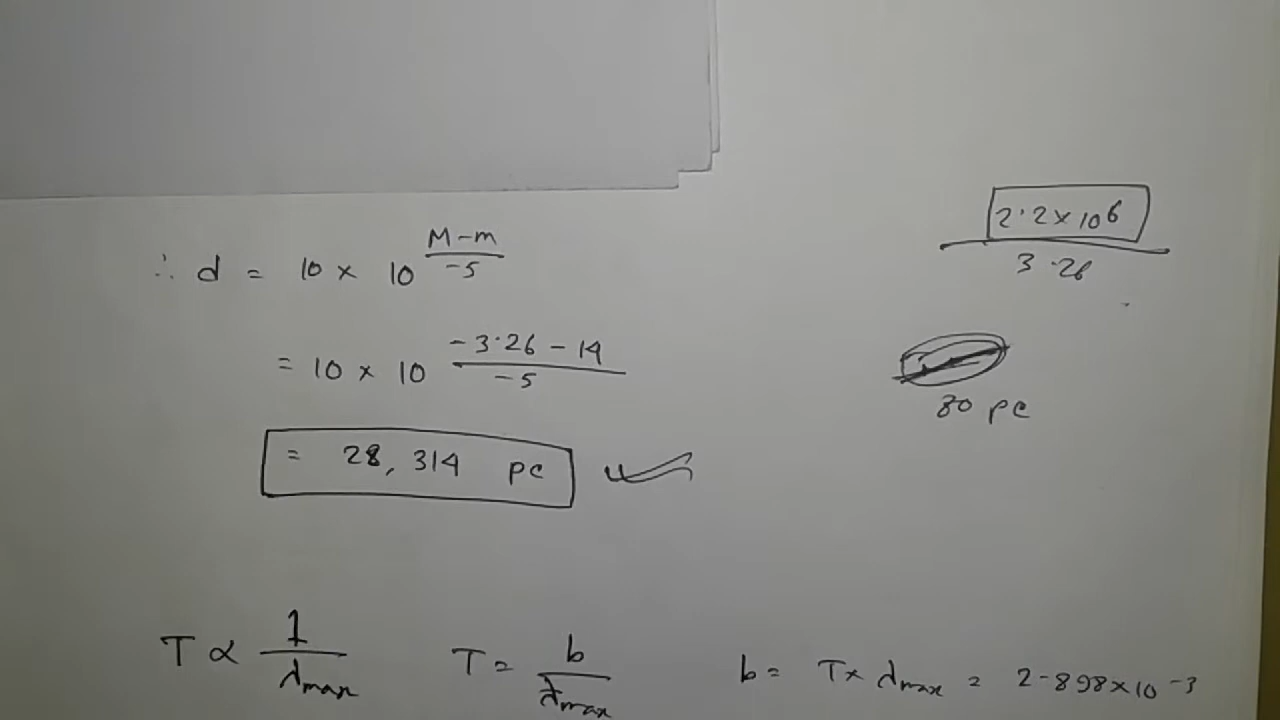 ∴ d = 10 × 10^((M-m)/-5)
= 10 × 10^((-3.26-14)/-5)
= 28,314 pc
2.2×10^6 / 3.26
80 pc
T ∝ 1/λmax   T = b/λmax   b = T× λmax = 2.898×10^-3